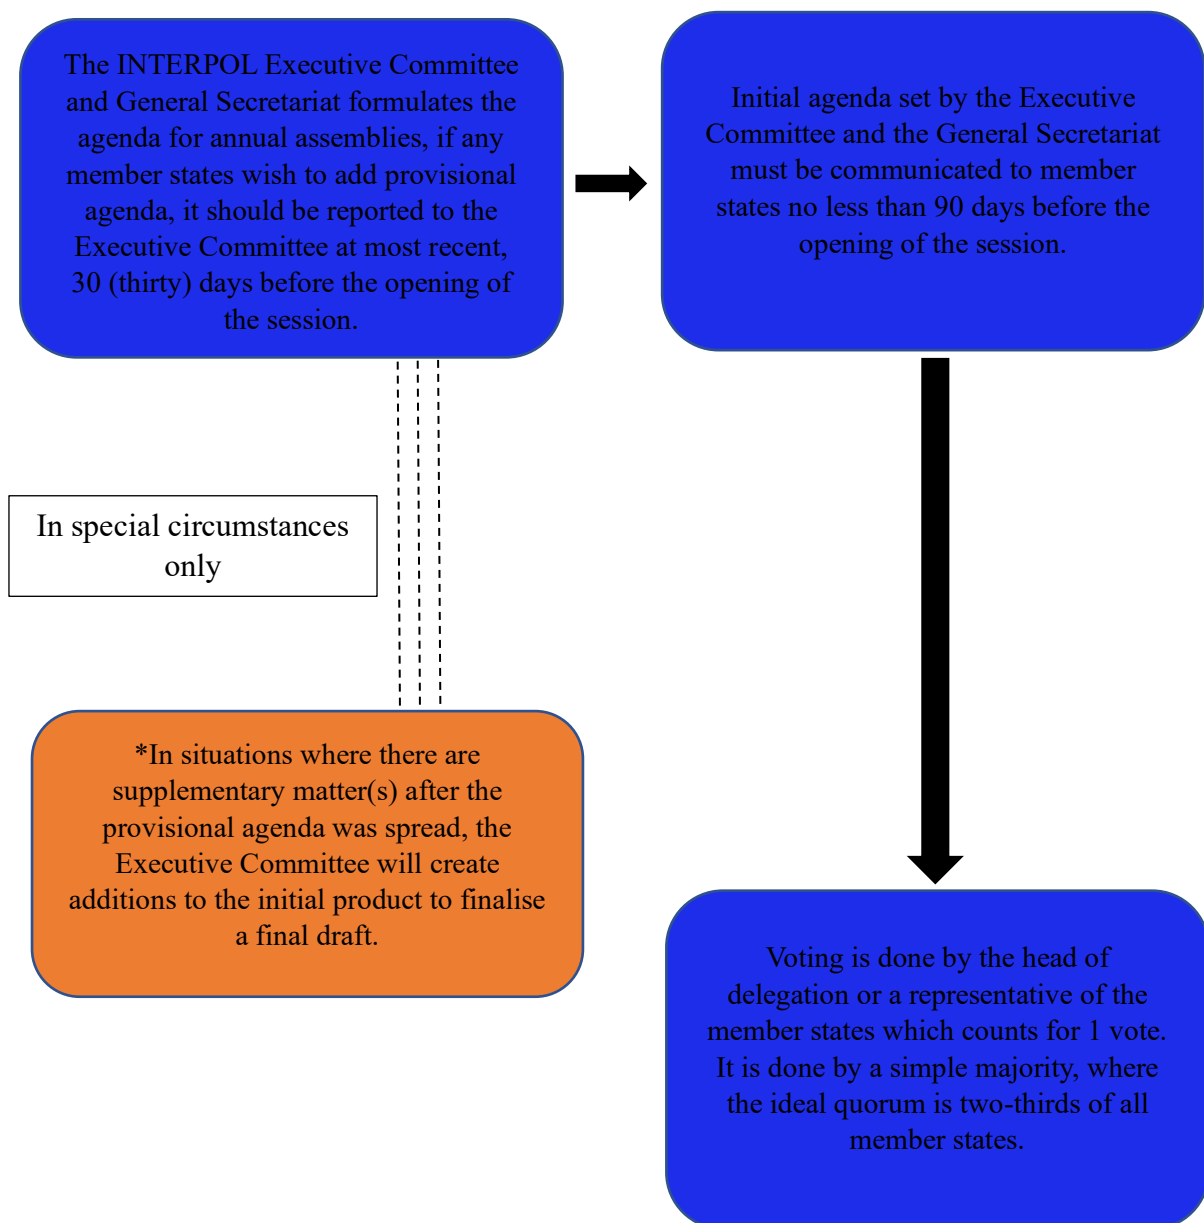 The INTERPOL Executive Committee
and General Secretariat formulates the
agenda for annual assemblies, if any
member states wish to add provisional
agenda, it should be reported to the
Executive Committee at most recent,
30 (thirty) days before the opening of
the session.
Initial agenda set by the Executive
Committee and the General Secretariat
must be communicated to member
states no less than 90 days before the
opening of the session.
In special circumstances
only
*In situations where there are
supplementary matter(s) after the
provisional agenda was spread, the
Executive Committee will create
additions to the initial product to finalise
a final draft.
Voting is done by the head of
delegation or a representative of the
member states which counts for 1 vote.
It is done by a simple majority, where
the ideal quorum is two-thirds of all
member states.